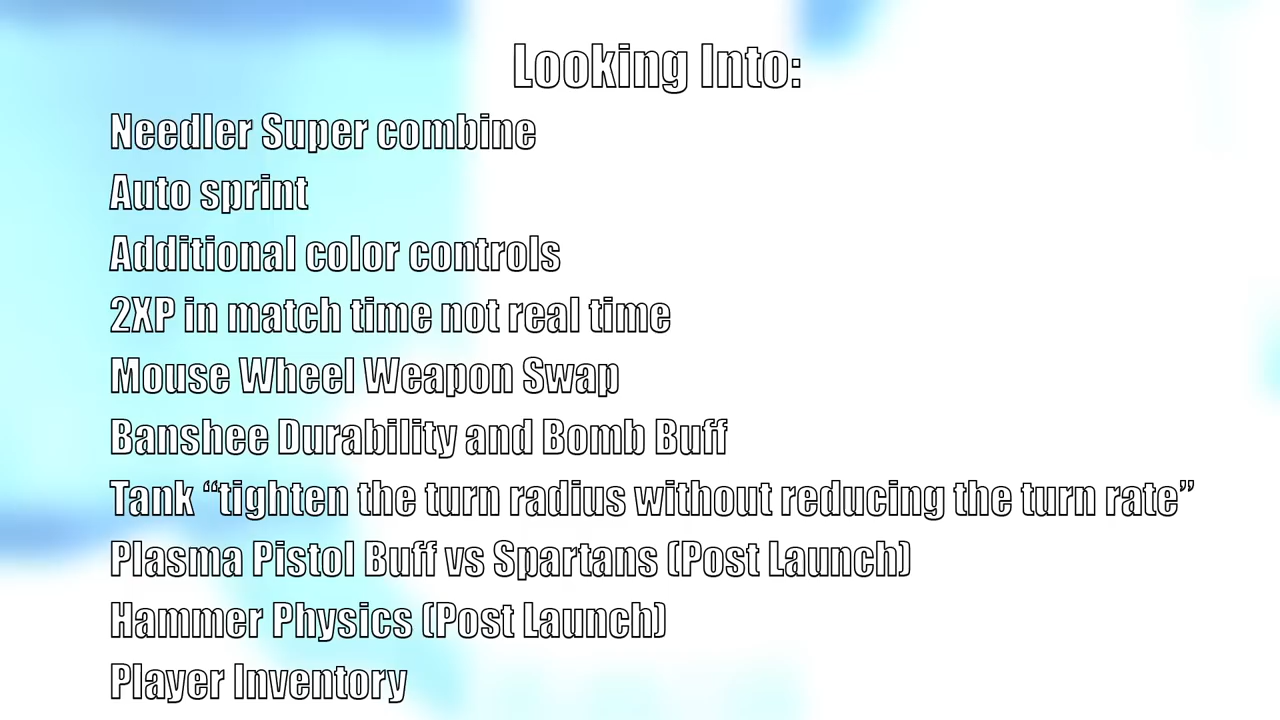 Looking Into:
Needler Super combine
Auto sprint
Additional color controls
2XP in match time not real time
Mouse Wheel Weapon Swap
Banshee Durability and Bomb Buff
Tank “tighten the turn radius without reducing the turn rate”
Plasma Pistol Buff vs Spartans (Post Launch)
Hammer Physics (Post Launch)
Player Inventory